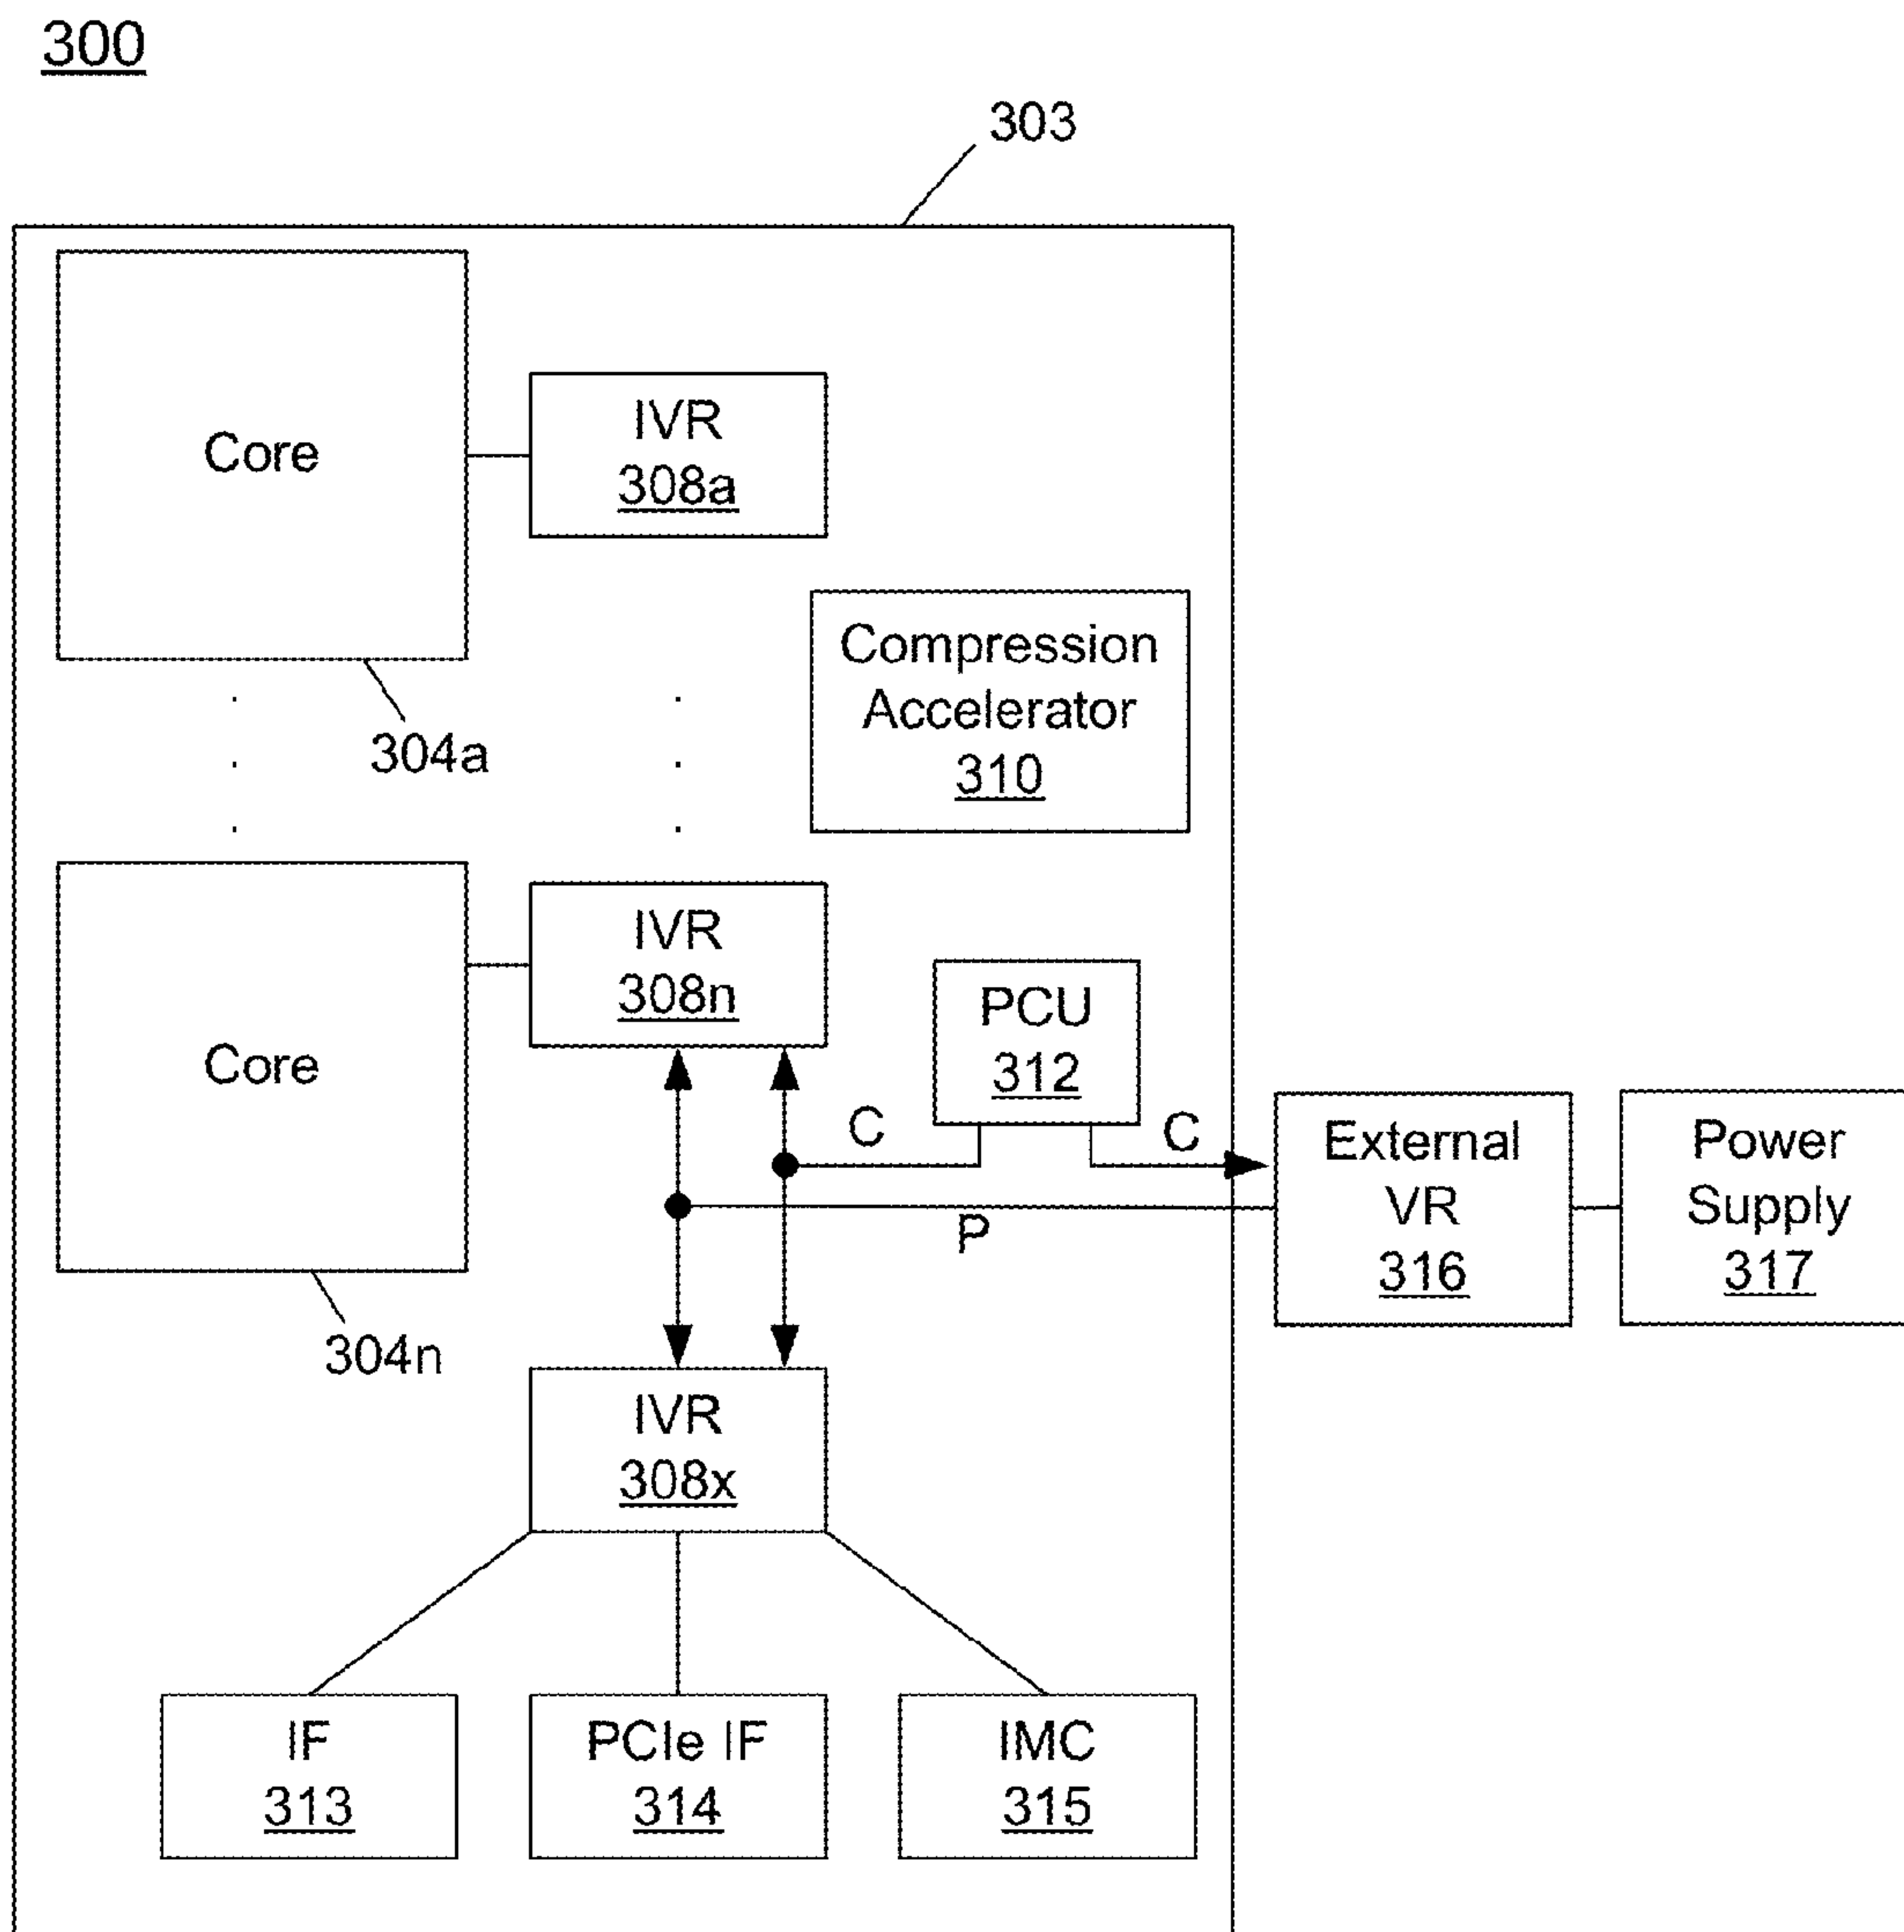 300
303
Core
IVR
308a
Compression
Accelerator
310
304a
Core
IVR
308n
PCU
312
C
C
P
External
VR
316
Power
Supply
317
304n
IVR
308x
IF
313
PCIe IF
314
IMC
315